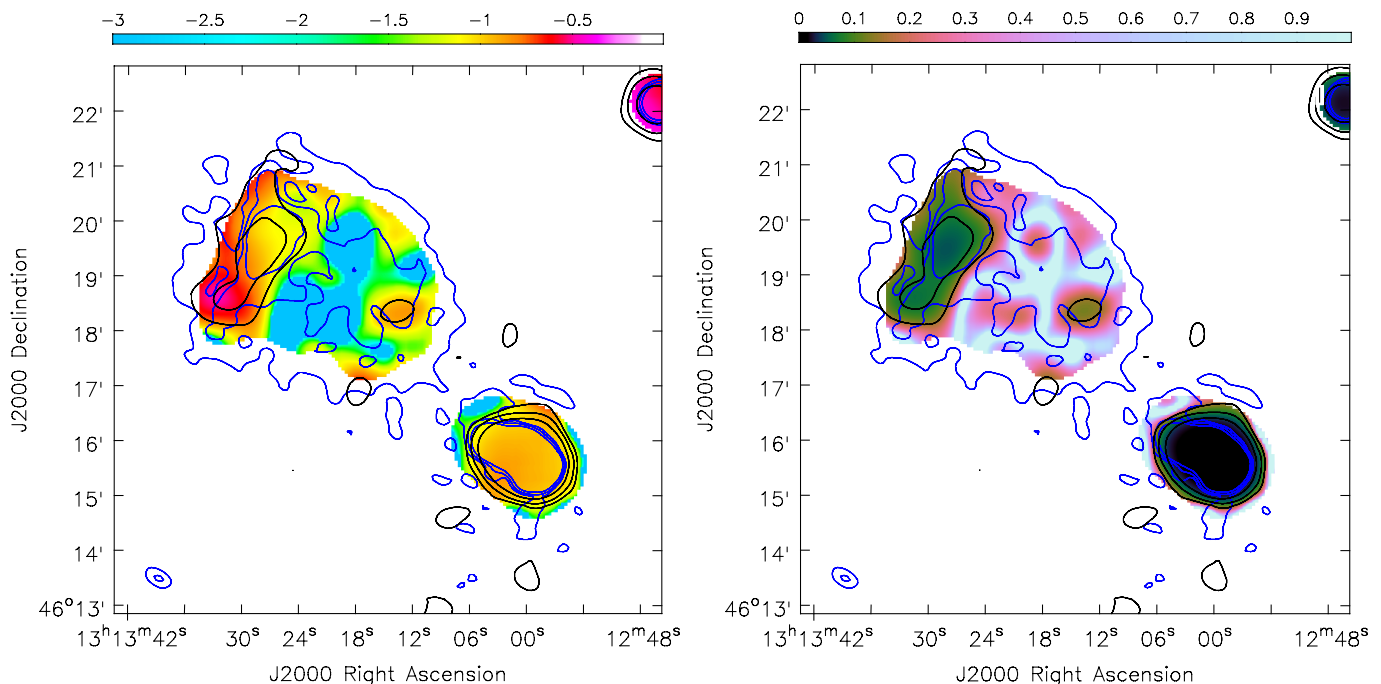 −3 −2.5 −2 −1.5 −1 −0.5
0 0.1 0.2 0.3 0.4 0.5 0.6 0.7 0.8 0.9
22'
21'
20'
19'
18'
17'
16'
15'
14'
46°13'
J2000 Declination
13ʰ13ᵐ42ˢ 30ˢ 24ˢ 18ˢ 12ˢ 06ˢ 00ˢ 12ᵐ48ˢ
J2000 Right Ascension
22'
21'
20'
19'
18'
17'
16'
15'
14'
46°13'
J2000 Declination
13ʰ13ᵐ42ˢ 30ˢ 24ˢ 18ˢ 12ˢ 06ˢ 00ˢ 12ᵐ48ˢ
J2000 Right Ascension